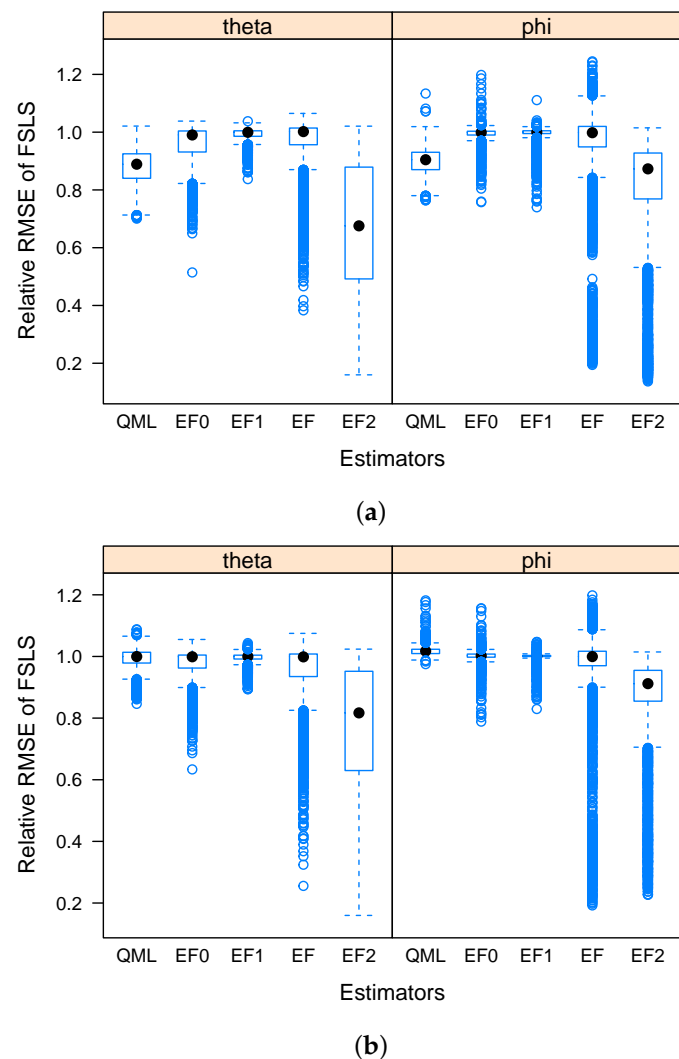 theta phi
Relative RMSE of FSLS
1.2
1.0
0.8
0.6
0.4
0.2
QML EF0 EF1 EF EF2 QML EF0 EF1 EF EF2
Estimators
(a)
theta phi
Relative RMSE of FSLS
1.2
1.0
0.8
0.6
0.4
0.2
QML EF0 EF1 EF EF2 QML EF0 EF1 EF EF2
Estimators
(b)